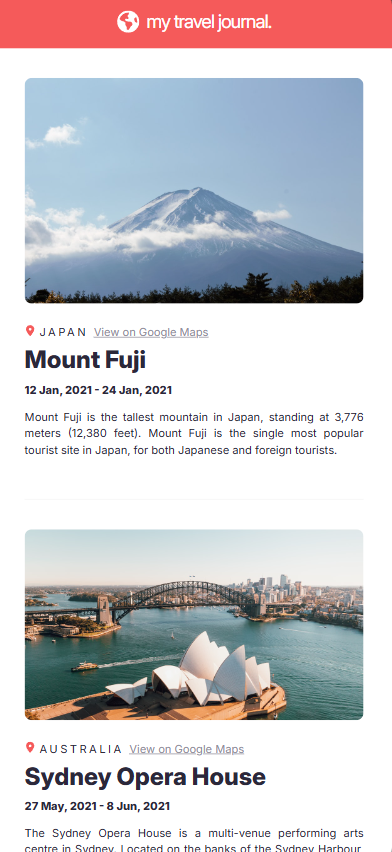 my travel journal.
JAPAN View on Google Maps
Mount Fuji
12 Jan, 2021 - 24 Jan, 2021
Mount Fuji is the tallest mountain in Japan, standing at 3,776
meters (12,380 feet). Mount Fuji is the single most popular
tourist site in Japan, for both Japanese and foreign tourists.
AUSTRALIA View on Google Maps
Sydney Opera House
27 May, 2021 - 8 Jun, 2021
The Sydney Opera House is a multi-venue performing arts
centre in Sydney. Located on the banks of the Sydney Harbour,